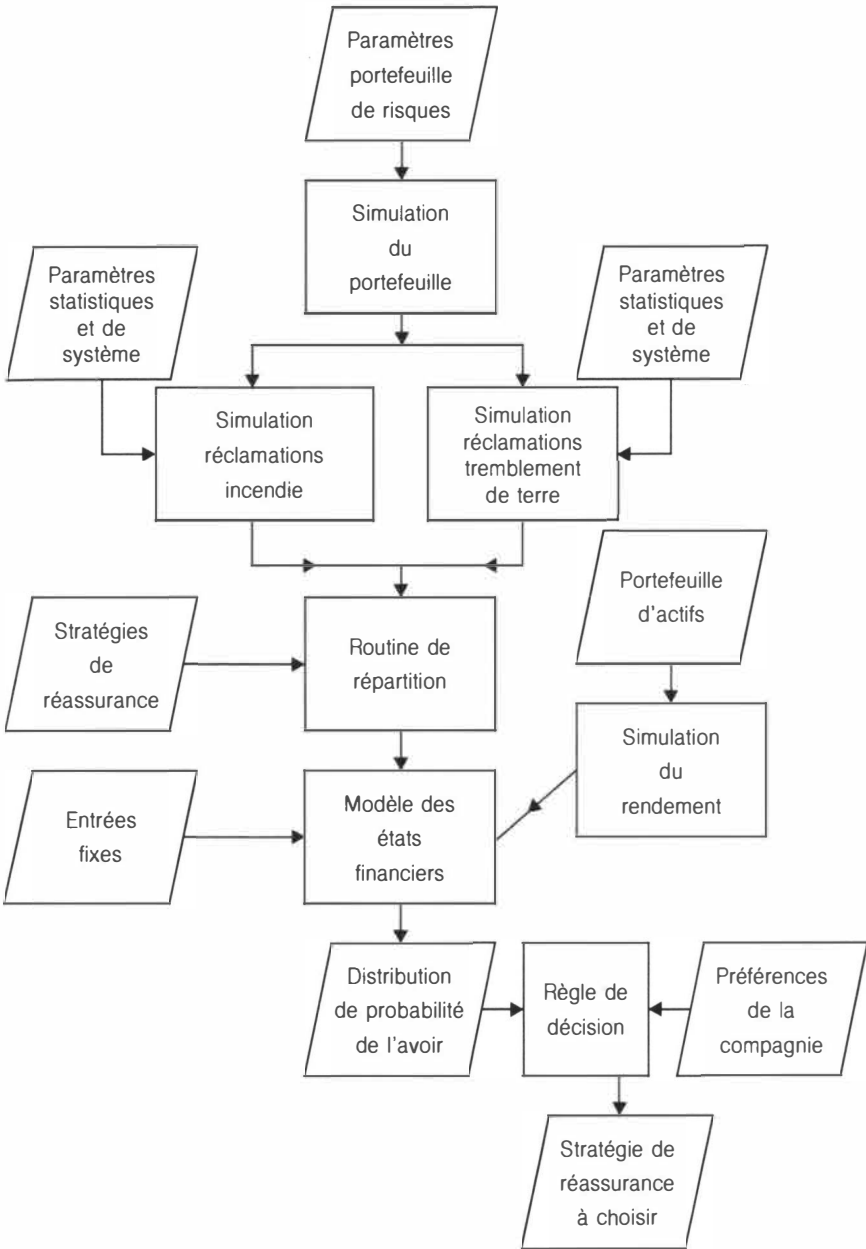 Paramètres
portefeuille
de risques
Simulation
du
portefeuille
Paramètres
statistiques
et de
système
Paramètres
statistiques
et de
système
Simulation
réclamations
incendie
Simulation
réclamations
tremblement
de terre
Portefeuille
d'actifs
Stratégies
de
réassurance
Routine de
répartition
Simulation
du
rendement
Entrées
fixes
Modèle des
états
financiers
Distribution
de probabilité
de l'avoir
Règle de
décision
Préférences
de la
compagnie
Stratégie de
réassurance
à choisir